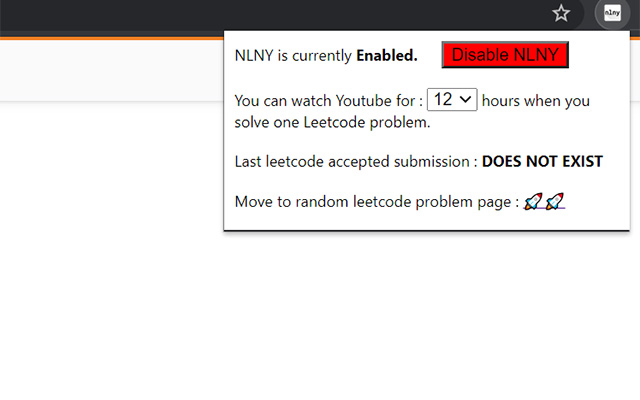 nlny
NLNY is currently Enabled. Disable NLNY
You can watch Youtube for : 12 hours when you
solve one Leetcode problem.
Last leetcode accepted submission : DOES NOT EXIST
Move to random leetcode problem page : 🚀🚀